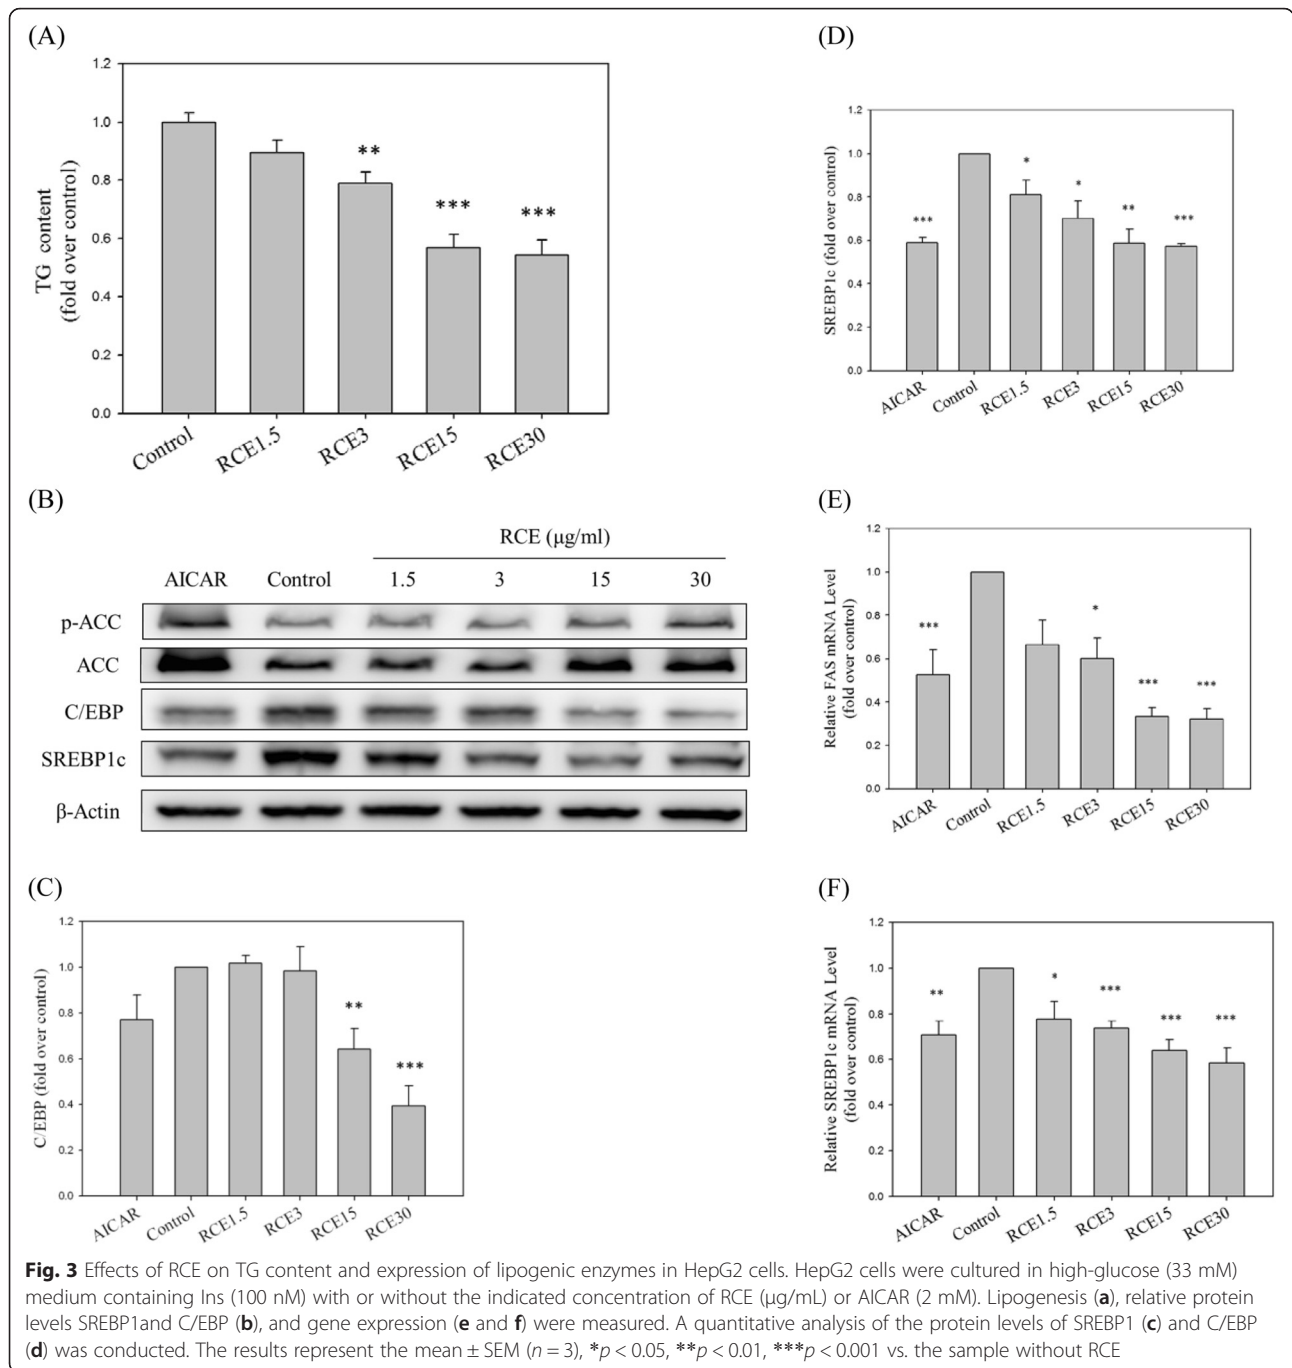 (A)
1.2
1.0
0.8
0.6
0.4
0.2
0.0
TG content
(fold over control)
**
***
***
Control
RCE1.5
RCE3
RCE15
RCE30
(B)
RCE (μg/ml)
AICAR Control 1.5 3 15 30
p-ACC
ACC
C/EBP
SREBP1c
β-Actin
(C)
1.2
1.0
0.8
0.6
0.4
0.2
0.0
C/EBP (fold over control)
**
***
AICAR
Control
RCE1.5
RCE3
RCE15
RCE30
(D)
1.2
1.0
0.8
0.6
0.4
0.2
0.0
SREBP1c (fold over control)
***
*
*
**
***
AICAR
Control
RCE1.5
RCE3
RCE15
RCE30
(E)
1.2
1.0
0.8
0.6
0.4
0.2
0.0
Relative FAS mRNA Level
(fold over control)
***
*
***
***
AICAR
Control
RCE1.5
RCE3
RCE15
RCE30
(F)
1.2
1.0
0.8
0.6
0.4
0.2
0.0
Relative SREBP1c mRNA Level
(fold over control)
**
*
***
***
***
AICAR
Control
RCE1.5
RCE3
RCE15
RCE30
Fig. 3 Effects of RCE on TG content and expression of lipogenic enzymes in HepG2 cells. HepG2 cells were cultured in high-glucose (33 mM)
medium containing Ins (100 nM) with or without the indicated concentration of RCE (μg/mL) or AICAR (2 mM). Lipogenesis (a), relative protein
levels SREBP1and C/EBP (b), and gene expression (e and f) were measured. A quantitative analysis of the protein levels of SREBP1 (c) and C/EBP
(d) was conducted. The results represent the mean ± SEM (n = 3), *p < 0.05, **p < 0.01, ***p < 0.001 vs. the sample without RCE